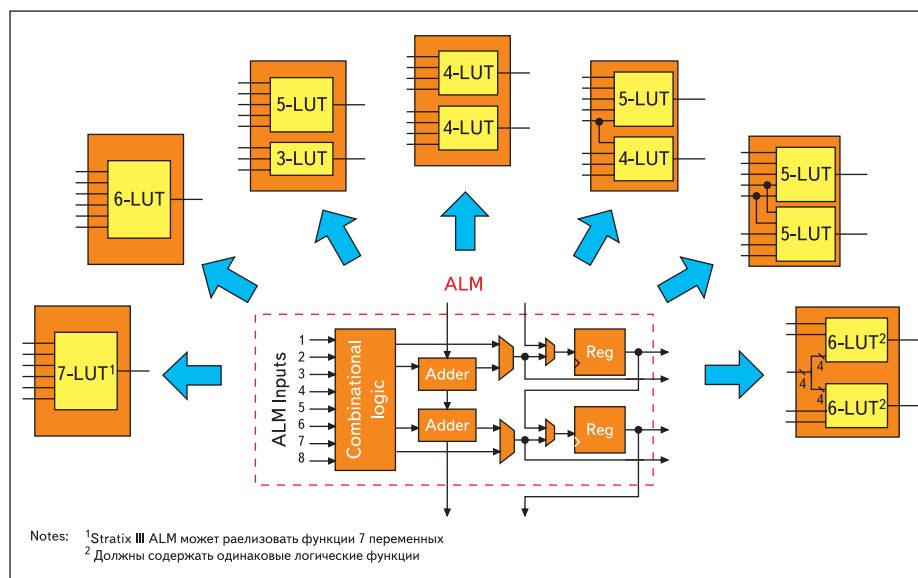 4-LUT
4-LUT
5-LUT
3-LUT
5-LUT
4-LUT
6-LUT
5-LUT
5-LUT
7-LUT¹
6-LUT²
6-LUT²
4
4
4
ALM
ALM Inputs
1
2
3
4
5
6
7
8
Combinational
logic
Adder
Adder
Reg
Reg
Notes: ¹Stratix III ALM может раелизовать функции 7 переменных
² Должны содержать одинаковые логические функции